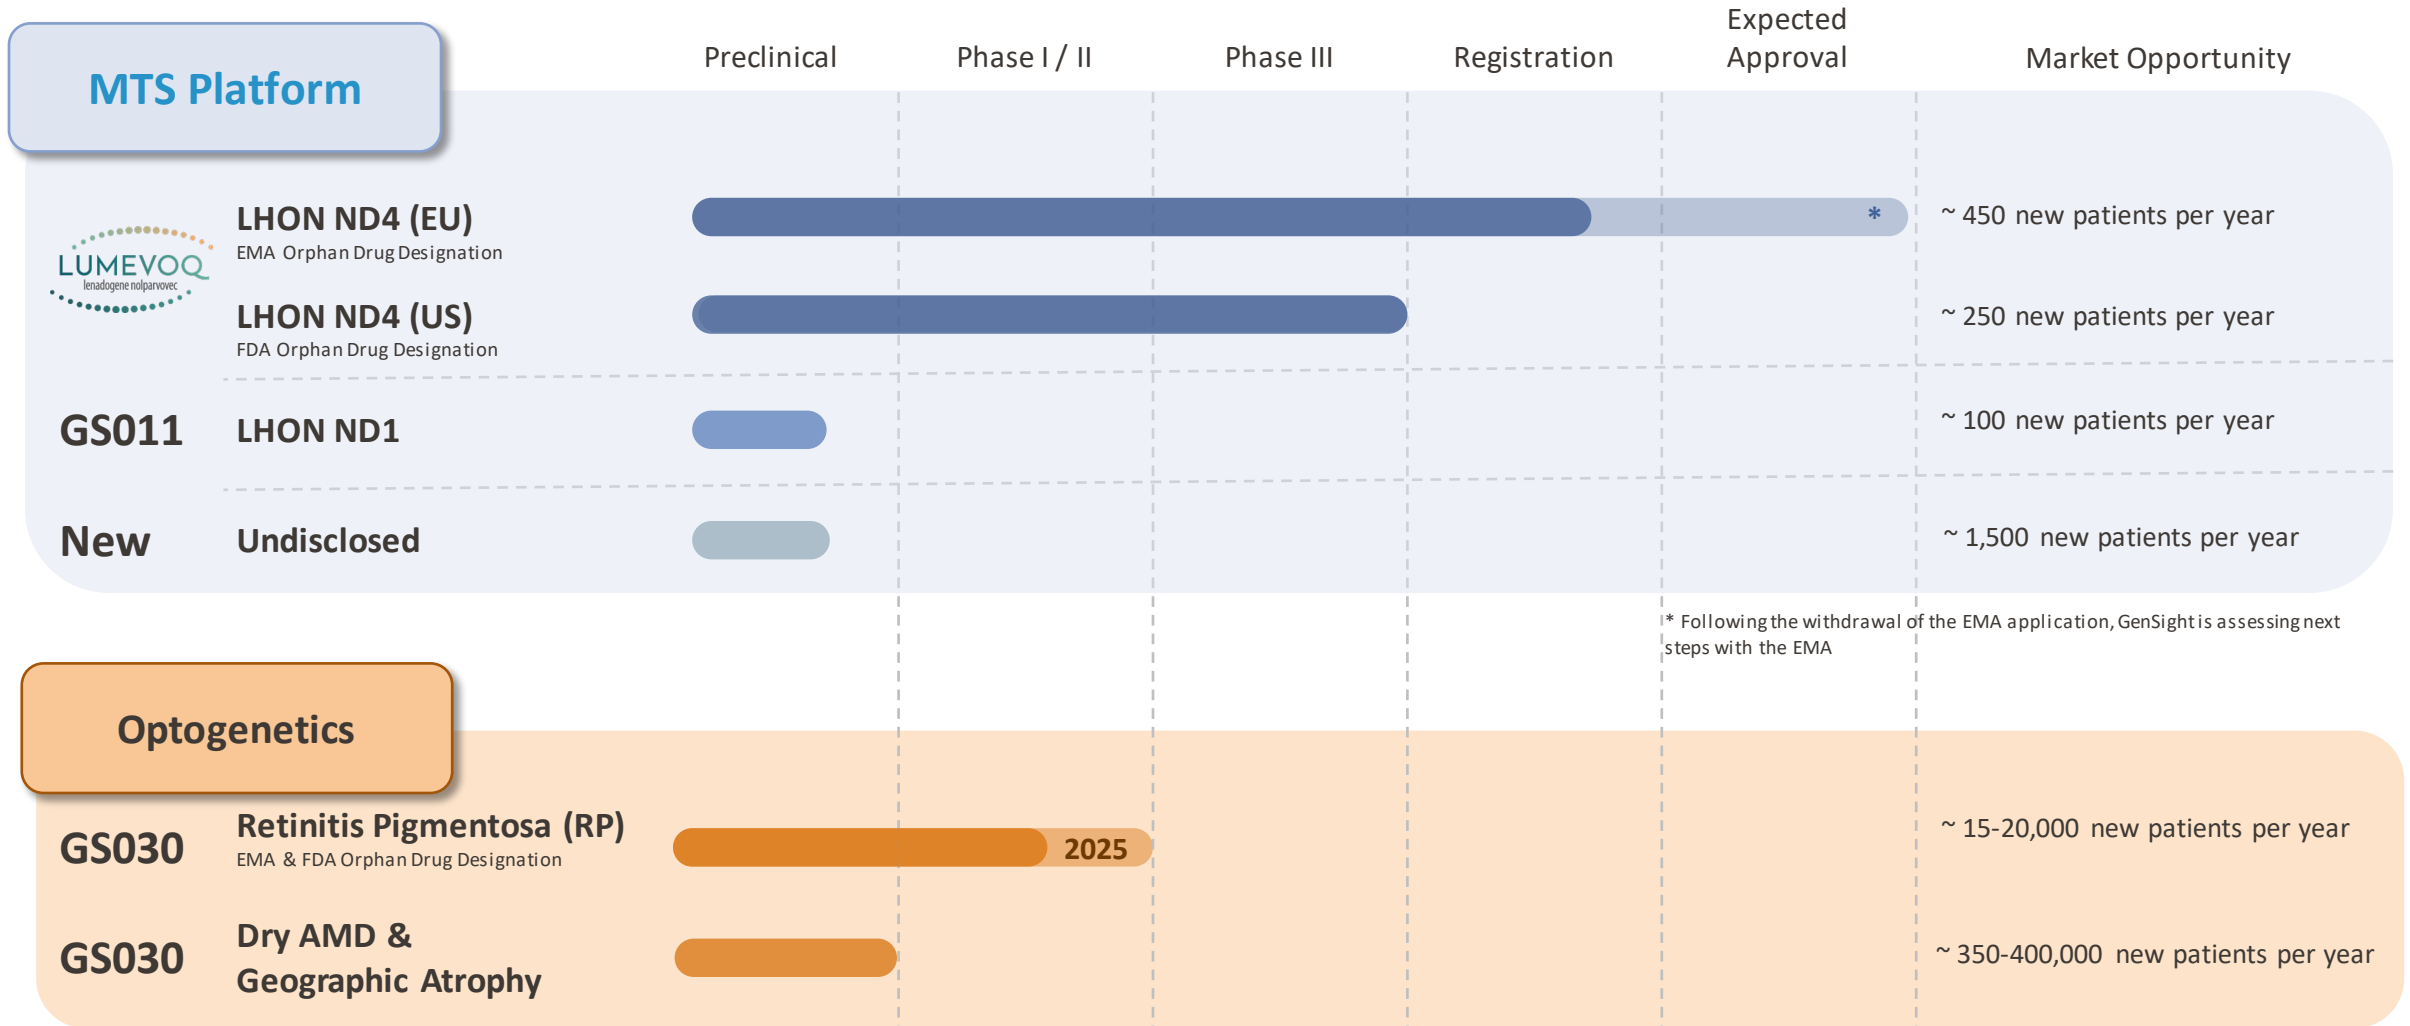 Preclinical
Phase I / II
Phase III
Registration
Expected
Approval
Market Opportunity
MTS Platform
LUMEVOQ
lenadogene nolparvovec
LHON ND4 (EU)
EMA Orphan Drug Designation
*
~ 450 new patients per year
LHON ND4 (US)
FDA Orphan Drug Designation
~ 250 new patients per year
GS011
LHON ND1
~ 100 new patients per year
New
Undisclosed
~ 1,500 new patients per year
* Following the withdrawal of the EMA application, GenSight is assessing next
steps with the EMA
Optogenetics
GS030
Retinitis Pigmentosa (RP)
EMA & FDA Orphan Drug Designation
2025
~ 15-20,000 new patients per year
GS030
Dry AMD &
Geographic Atrophy
~ 350-400,000 new patients per year